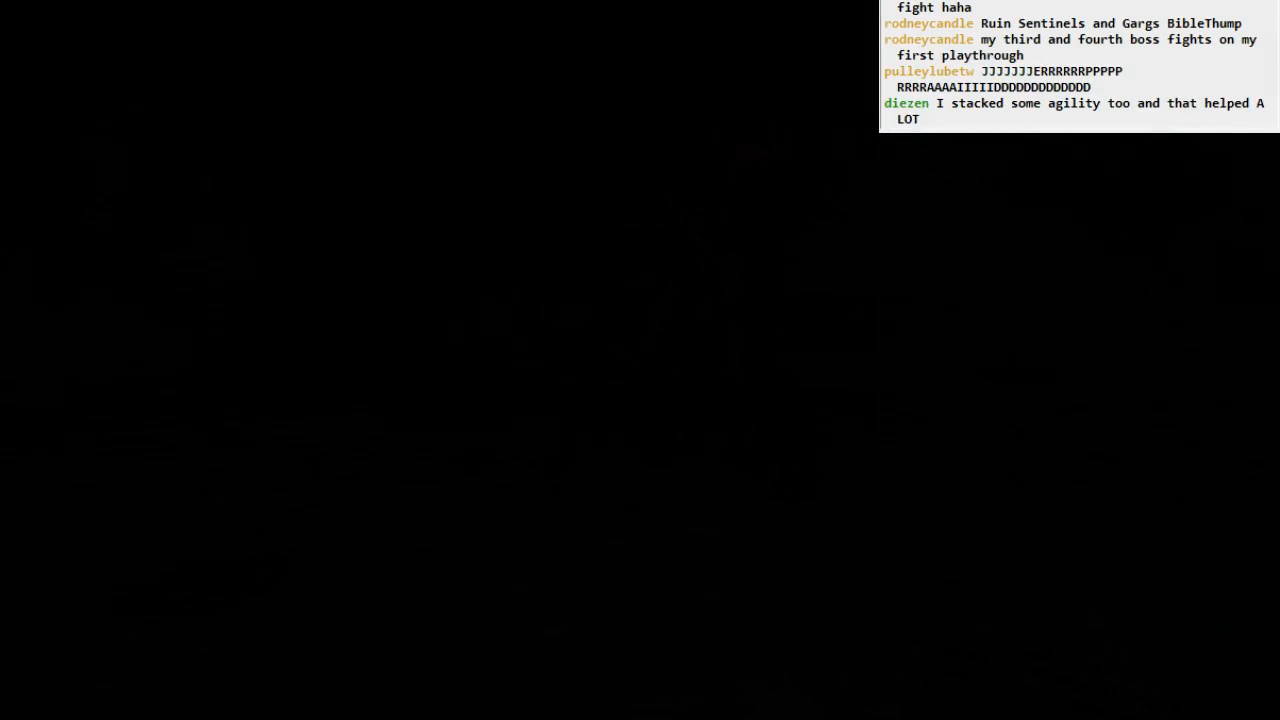 fight haha
rodneycandle Ruin Sentinels and Gargs BibleThump
rodneycandle my third and fourth boss fights on my
first playthrough
pulleylubetw JJJJJJJERRRRRRPPPPP
RRRRAAAAIIIIIDDDDDDDDDDDDD
diezen I stacked some agility too and that helped A
LOT